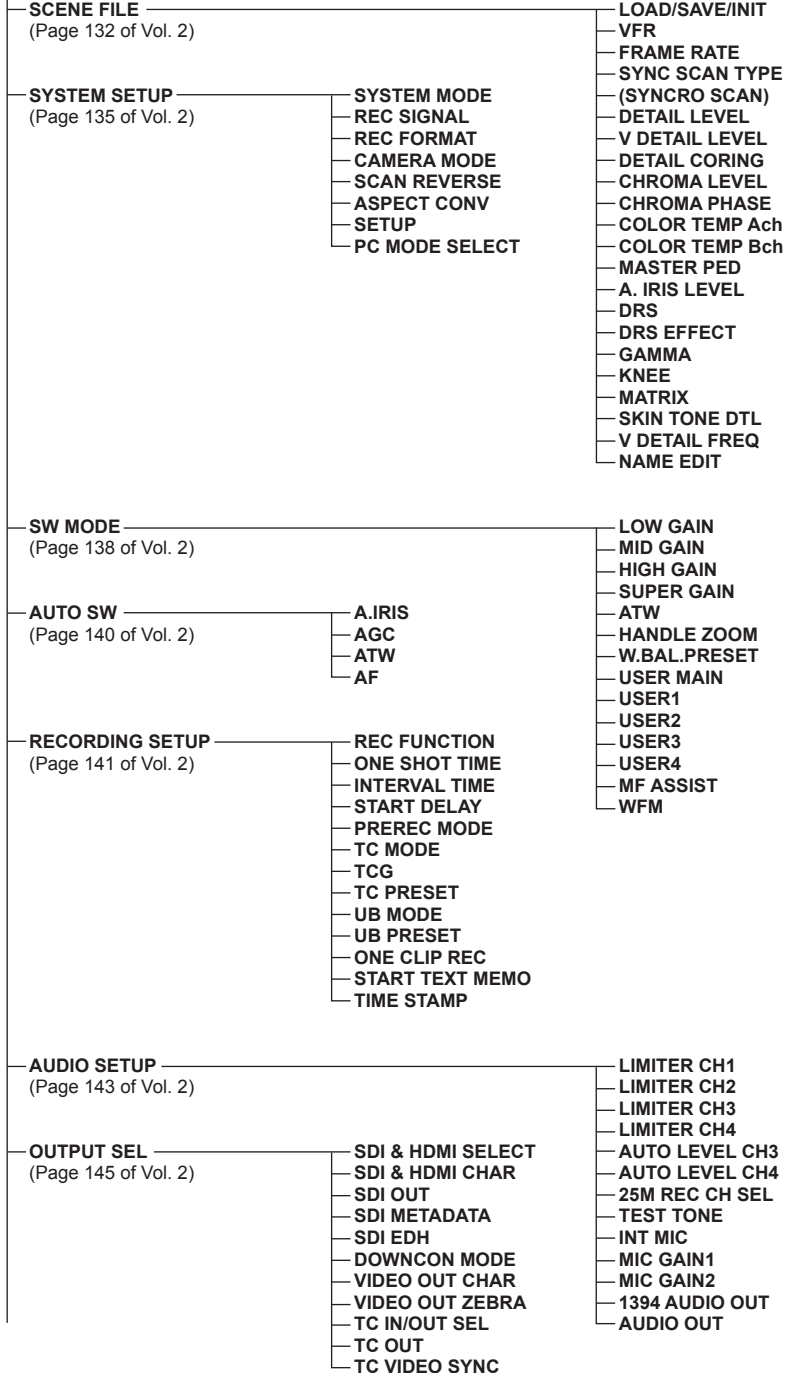 SCENE FILE
(Page 132 of Vol. 2)
LOAD/SAVE/INIT
VFR
FRAME RATE
SYNC SCAN TYPE
(SYNCRO SCAN)
DETAIL LEVEL
V DETAIL LEVEL
DETAIL CORING
CHROMA LEVEL
CHROMA PHASE
COLOR TEMP Ach
COLOR TEMP Bch
MASTER PED
A. IRIS LEVEL
DRS
DRS EFFECT
GAMMA
KNEE
MATRIX
SKIN TONE DTL
V DETAIL FREQ
NAME EDIT
SYSTEM SETUP
(Page 135 of Vol. 2)
SYSTEM MODE
REC SIGNAL
REC FORMAT
CAMERA MODE
SCAN REVERSE
ASPECT CONV
SETUP
PC MODE SELECT
SW MODE
(Page 138 of Vol. 2)
LOW GAIN
MID GAIN
HIGH GAIN
SUPER GAIN
ATW
HANDLE ZOOM
W.BAL.PRESET
USER MAIN
USER1
USER2
USER3
USER4
MF ASSIST
WFM
AUTO SW
(Page 140 of Vol. 2)
A.IRIS
AGC
ATW
AF
RECORDING SETUP
(Page 141 of Vol. 2)
REC FUNCTION
ONE SHOT TIME
INTERVAL TIME
START DELAY
PREREC MODE
TC MODE
TCG
TC PRESET
UB MODE
UB PRESET
ONE CLIP REC
START TEXT MEMO
TIME STAMP
AUDIO SETUP
(Page 143 of Vol. 2)
LIMITER CH1
LIMITER CH2
LIMITER CH3
LIMITER CH4
AUTO LEVEL CH3
AUTO LEVEL CH4
25M REC CH SEL
TEST TONE
INT MIC
MIC GAIN1
MIC GAIN2
1394 AUDIO OUT
AUDIO OUT
OUTPUT SEL
(Page 145 of Vol. 2)
SDI & HDMI SELECT
SDI & HDMI CHAR
SDI OUT
SDI METADATA
SDI EDH
DOWNCON MODE
VIDEO OUT CHAR
VIDEO OUT ZEBRA
TC IN/OUT SEL
TC OUT
TC VIDEO SYNC